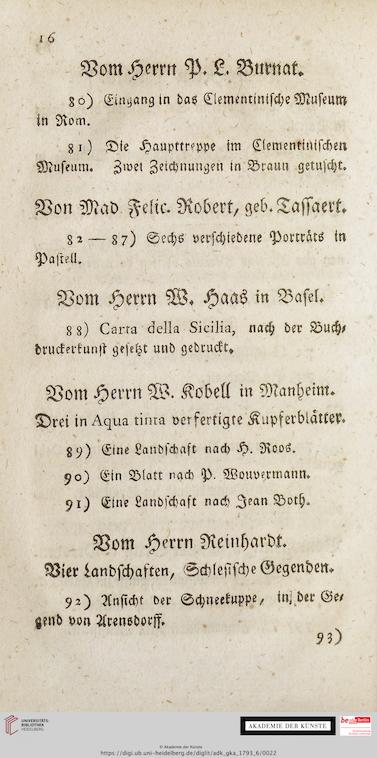 16
Vom Herrn P. L. Burnat.
80) Eingang in das Clementinische Museum
in Rom.
81) Die Haupttreppe im Clementinischen
Museum. Zwei Zeichnungen in Braun getuscht.
Von Mad. Felic. Robert, geb. Tassaert.
82 — 87) Sechs verschiedene Porträts in
Pastell.
Vom Herrn W. Haas in Basel.
88) Carta della Sicilia, nach der Buch⸗
druckerkunst gesetzt und gedruckt.
Vom Herrn W. Kobell in Manheim.
Drei in Aqua tinta verfertigte Kupferblätter.
89) Eine Landschaft nach H. Roos.
90) Ein Blatt nach P. Wouvermann.
91) Eine Landschaft nach Jean Both.
Vom Herrn Reinhardt.
Vier Landschaften, Schlesische Gegenden.
92) Ansicht der Schneekuppe, in der Ge⸗
gend von Arensdorff.
93)
UNIVERSITÄTS-
BIBLIOTHEK
HEIDELBERG
AKADEMIE DER KÜNSTE
© Akademie der Künste
https://digi.ub.uni-heidelberg.de/diglit/adk_gka_1793_6/0022